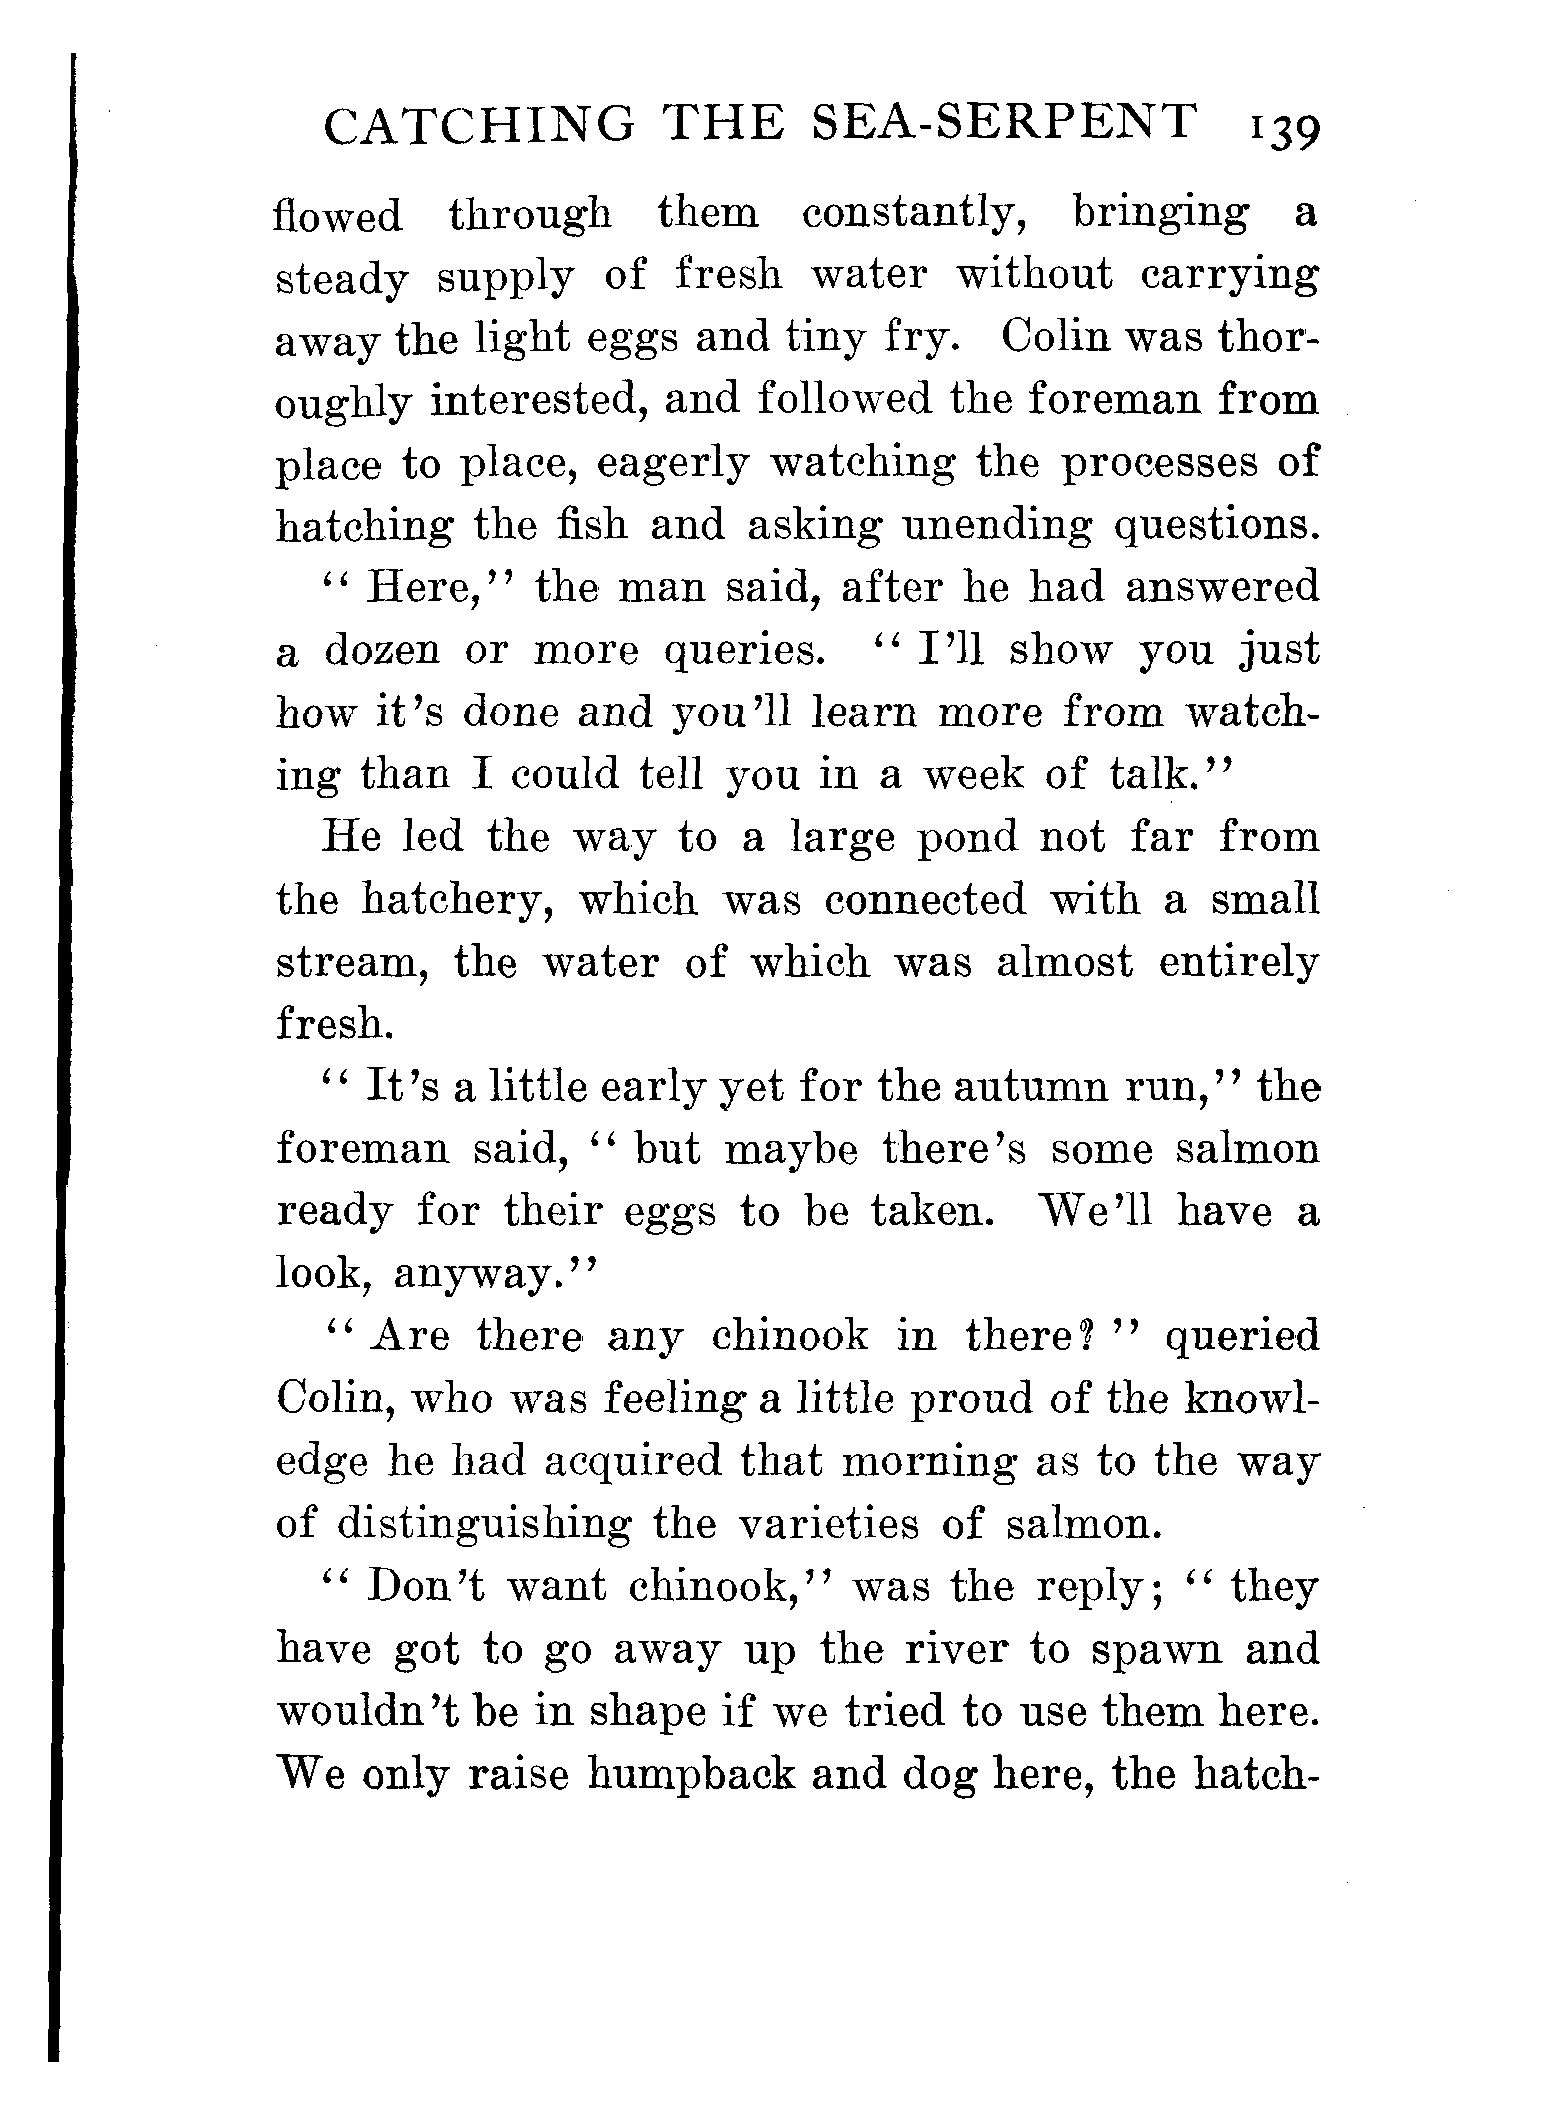 CATCHING THE SEA-SERPENT 139
flowed through them constantly, bringing a
steady supply of fresh water without carrying
away the light eggs and tiny fry. Colin was thor-
oughly interested, and followed the foreman from
place to place, eagerly watching the processes of
hatching the fish and asking unending questions.
" Here," the man said, after he had answered
a dozen or more queries. " I'll show you just
how it's done and you'll learn more from watch-
ing than I could tell you in a week of talk."
He led the way to a large pond not far from
the hatchery, which was connected with a small
stream, the water of which was almost entirely
fresh.
" It's a little early yet for the autumn run," the
foreman said, " but maybe there's some salmon
ready for their eggs to be taken. We'll have a
look, anyway."
" Are there any chinook in there? " queried
Colin, who was feeling a little proud of the knowl-
edge he had acquired that morning as to the way
of distinguishing the varieties of salmon.
" Don't want chinook," was the reply; " they
have got to go away up the river to spawn and
wouldn't be in shape if we tried to use them here.
We only raise humpback and dog here, the hatch-